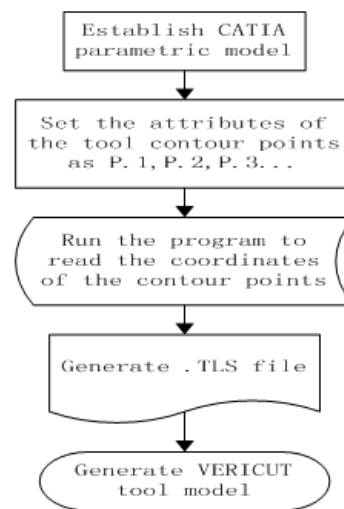 Establish CATIA
parametric model
Set the attributes of
the tool contour points
as P.1,P.2,P.3...
Run the program to
read the coordinates
of the contour points
Generate .TLS file
Generate VERICUT
tool model